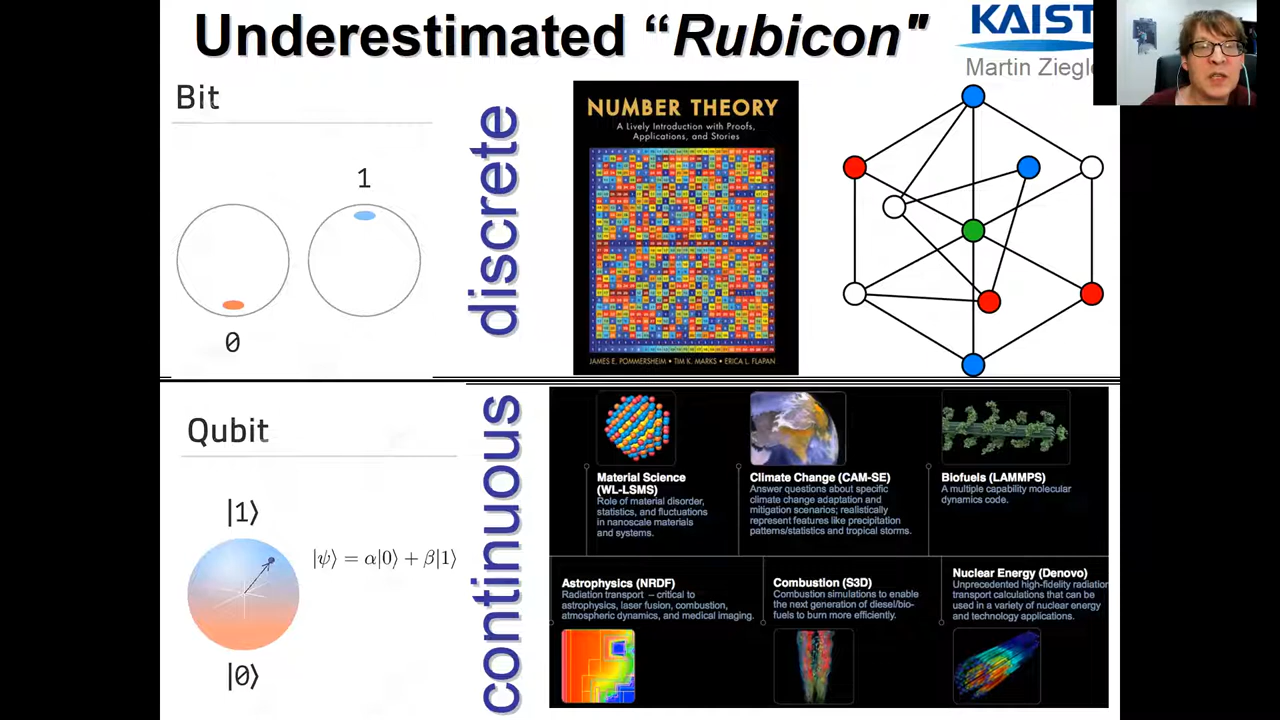 Underestimated “Rubicon"
KAIST
Martin Ziegl
Bit
1
0
discrete
NUMBER THEORY
A Lively Introduction with Proofs,
Applications, and Stories
JAMES E. POMMERSHEIM • TIM K. MARKS • ERICA L. FLAPAN
Qubit
|1⟩
|ψ⟩ = α|0⟩ + β|1⟩
|0⟩
continuous
Material Science
(WL-LSMS)
Role of material disorder,
statistics, and fluctuations
in nanoscale materials
and systems.
Climate Change (CAM-SE)
Answer questions about specific
climate change adaptation and
mitigation scenarios; realistically
represent features like precipitation
patterns/statistics and tropical storms.
Biofuels (LAMMPS)
A multiple capability molecular
dynamics code.
Astrophysics (NRDF)
Radiation transport – critical to
astrophysics, laser fusion, combustion,
atmospheric dynamics, and medical imaging.
Combustion (S3D)
Combustion simulations to enable
the next generation of diesel/bio-
fuels to burn more efficiently.
Nuclear Energy (Denovo)
Unprecedented high-fidelity radiation
transport calculations that can be
used in a variety of nuclear energy
and technology applications.